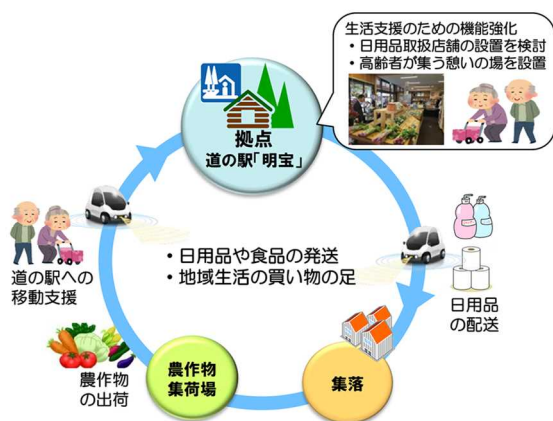 生活支援のための機能強化
・日用品取扱店舗の設置を検討
・高齢者が集う憩いの場を設置
拠点
道の駅「明宝」
道の駅への
移動支援
・日用品や食品の発送
・地域生活の買い物の足
日用品
の配送
農作物
の出荷
農作物
集荷場
集落